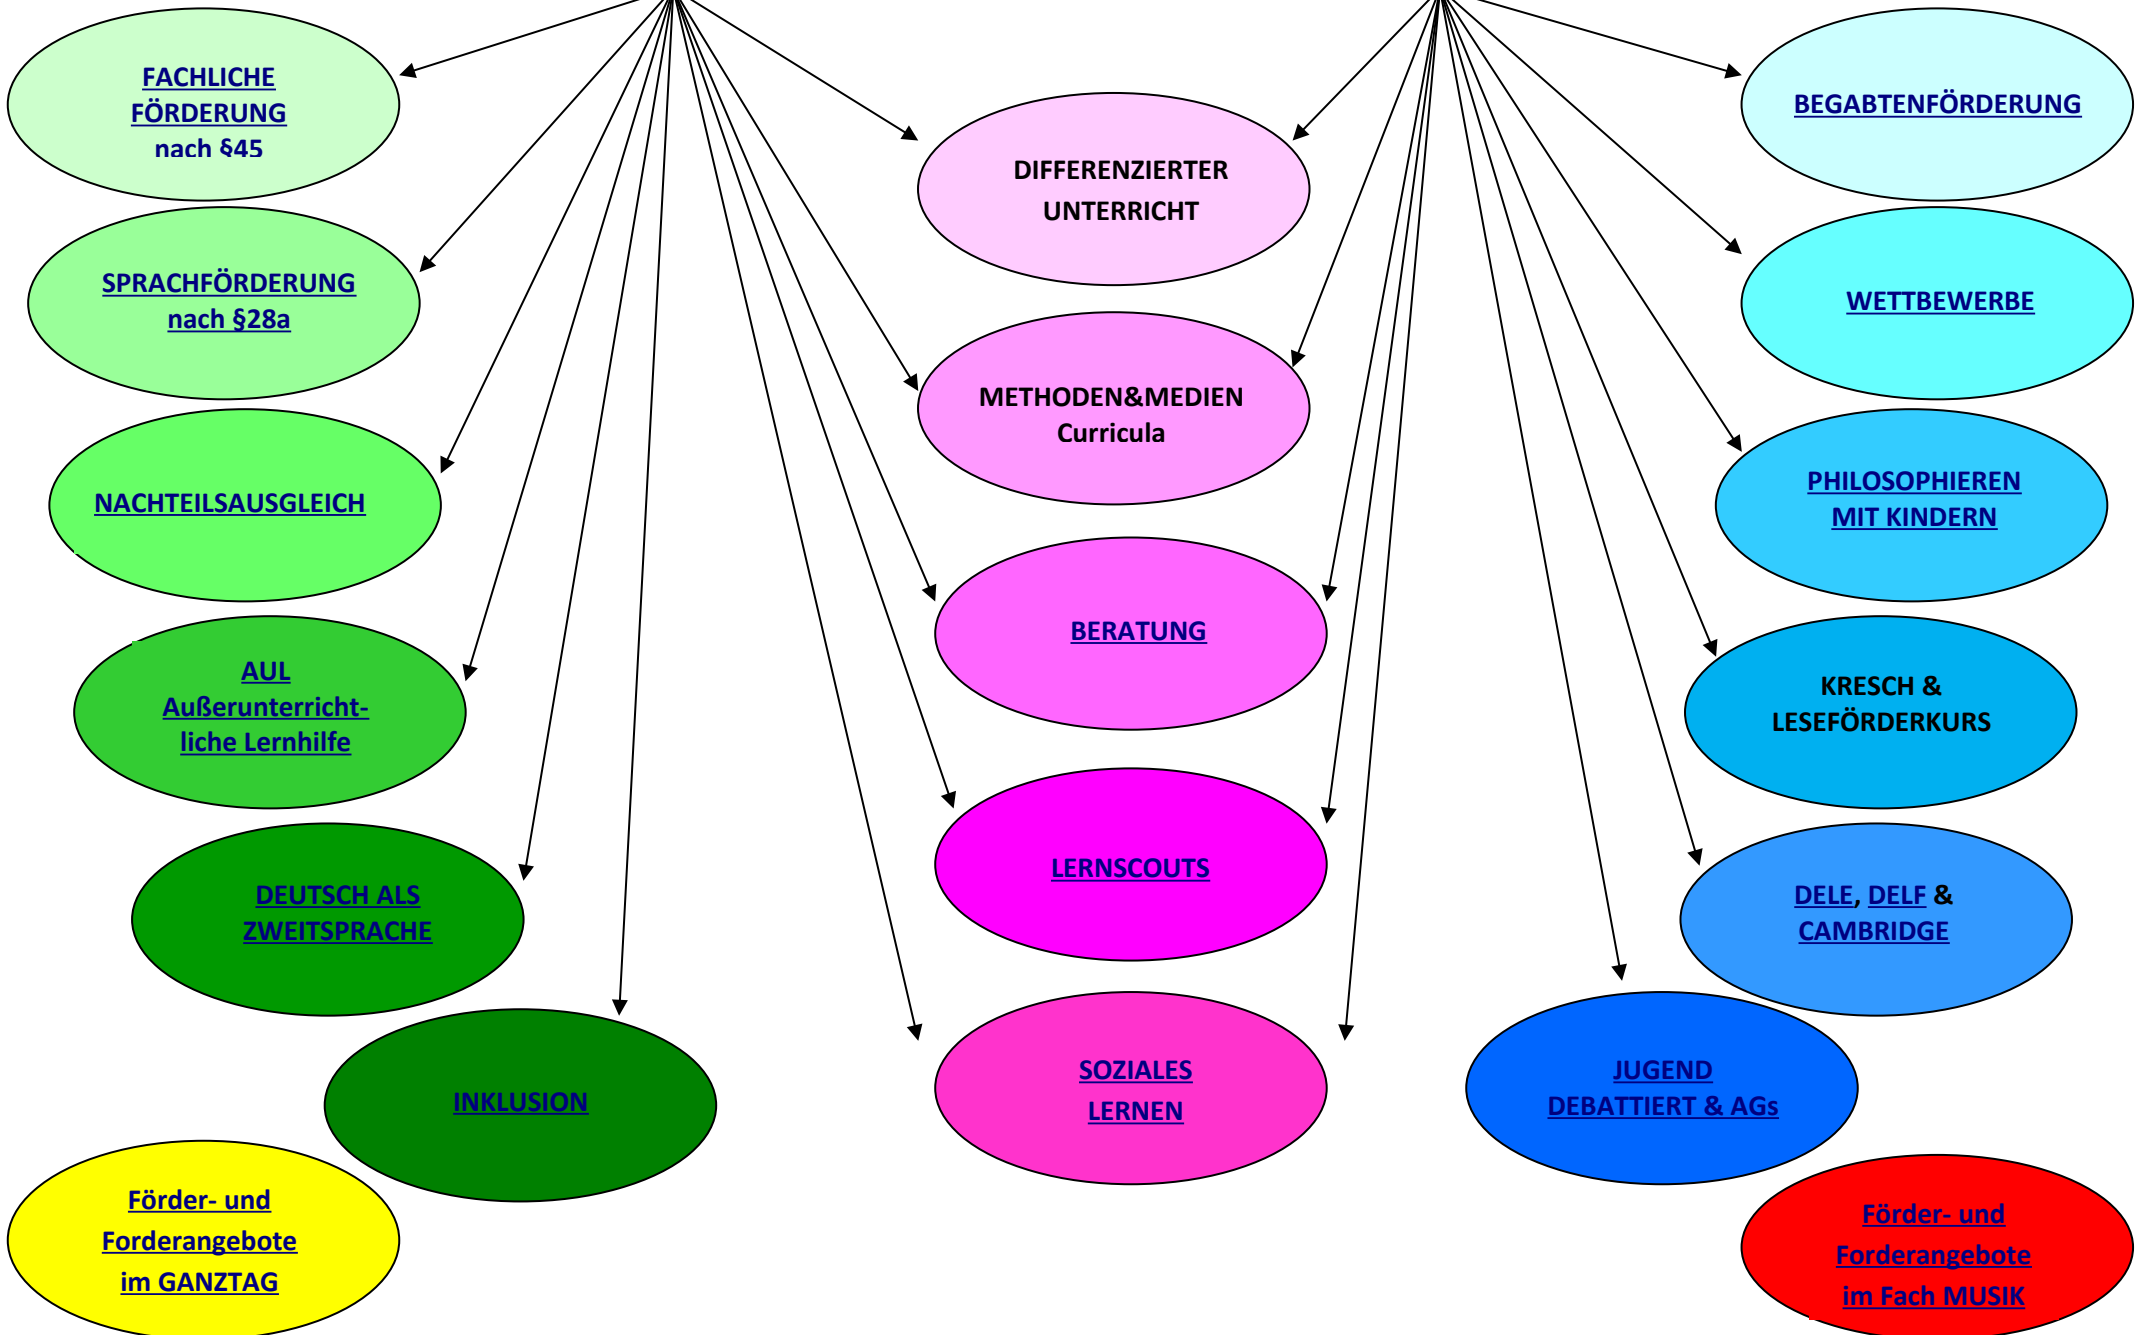 FACHLICHE
FÖRDERUNG
nach §45
SPRACHFÖRDERUNG
nach §28a
NACHTEILSAUSGLEICH
AUL
Außerunterricht-
liche Lernhilfe
DEUTSCH ALS
ZWEITSPRACHE
INKLUSION
Förder- und
Forderangebote
im GANZTAG
DIFFERENZIERTER
UNTERRICHT
METHODEN&MEDIEN
Curricula
BERATUNG
LERNSCOUTS
SOZIALES
LERNEN
BEGABTENFÖRDERUNG
WETTBEWERBE
PHILOSOPHIEREN
MIT KINDERN
KRESCH &
LESEFÖRDERKURS
DELE, DELF &
CAMBRIDGE
JUGEND
DEBATTIERT & AGs
Förder- und
Forderangebote
im Fach MUSIK